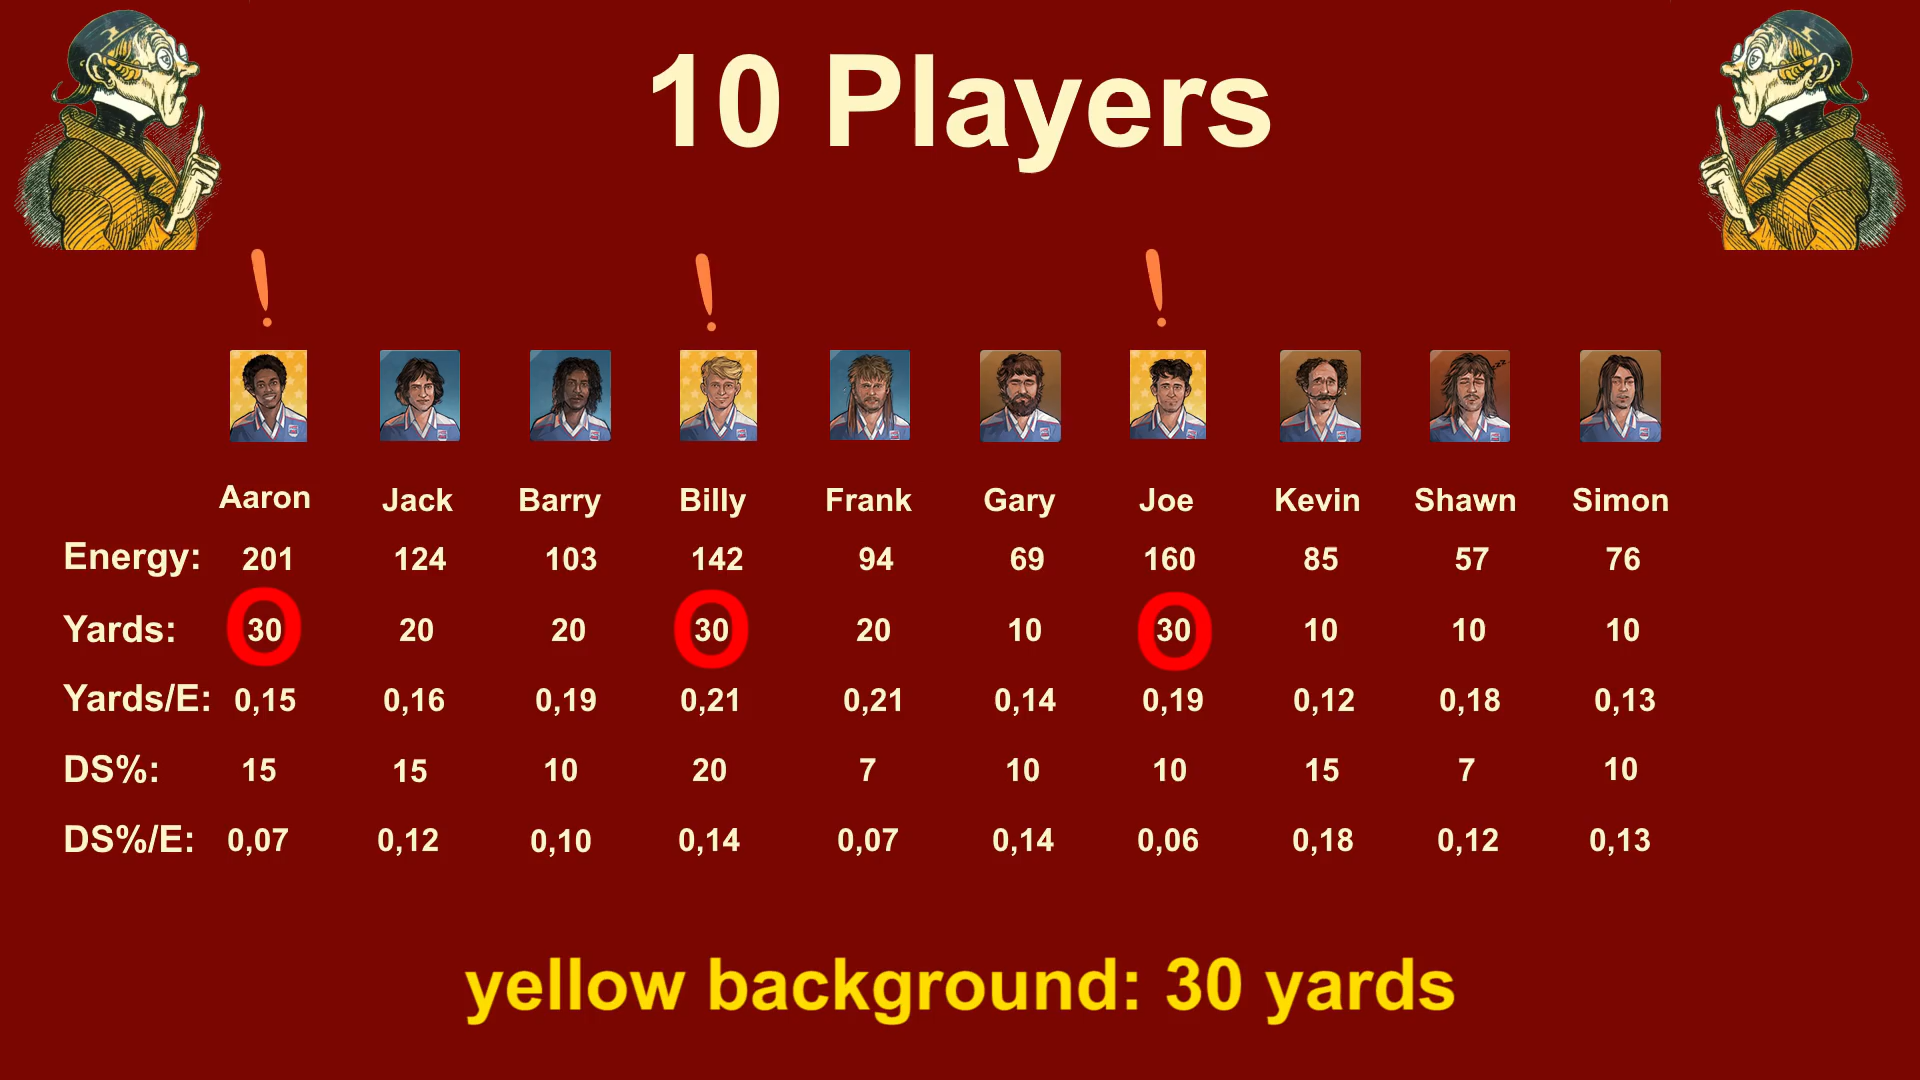 10 Players
! ! !
Aaron Jack Barry Billy Frank Gary Joe Kevin Shawn Simon
Energy: 201 124 103 142 94 69 160 85 57 76
Yards: 30 20 20 30 20 10 30 10 10 10
Yards/E: 0,15 0,16 0,19 0,21 0,21 0,14 0,19 0,12 0,18 0,13
DS%: 15 15 10 20 7 10 10 15 7 10
DS%/E: 0,07 0,12 0,10 0,14 0,07 0,14 0,06 0,18 0,12 0,13
yellow background: 30 yards